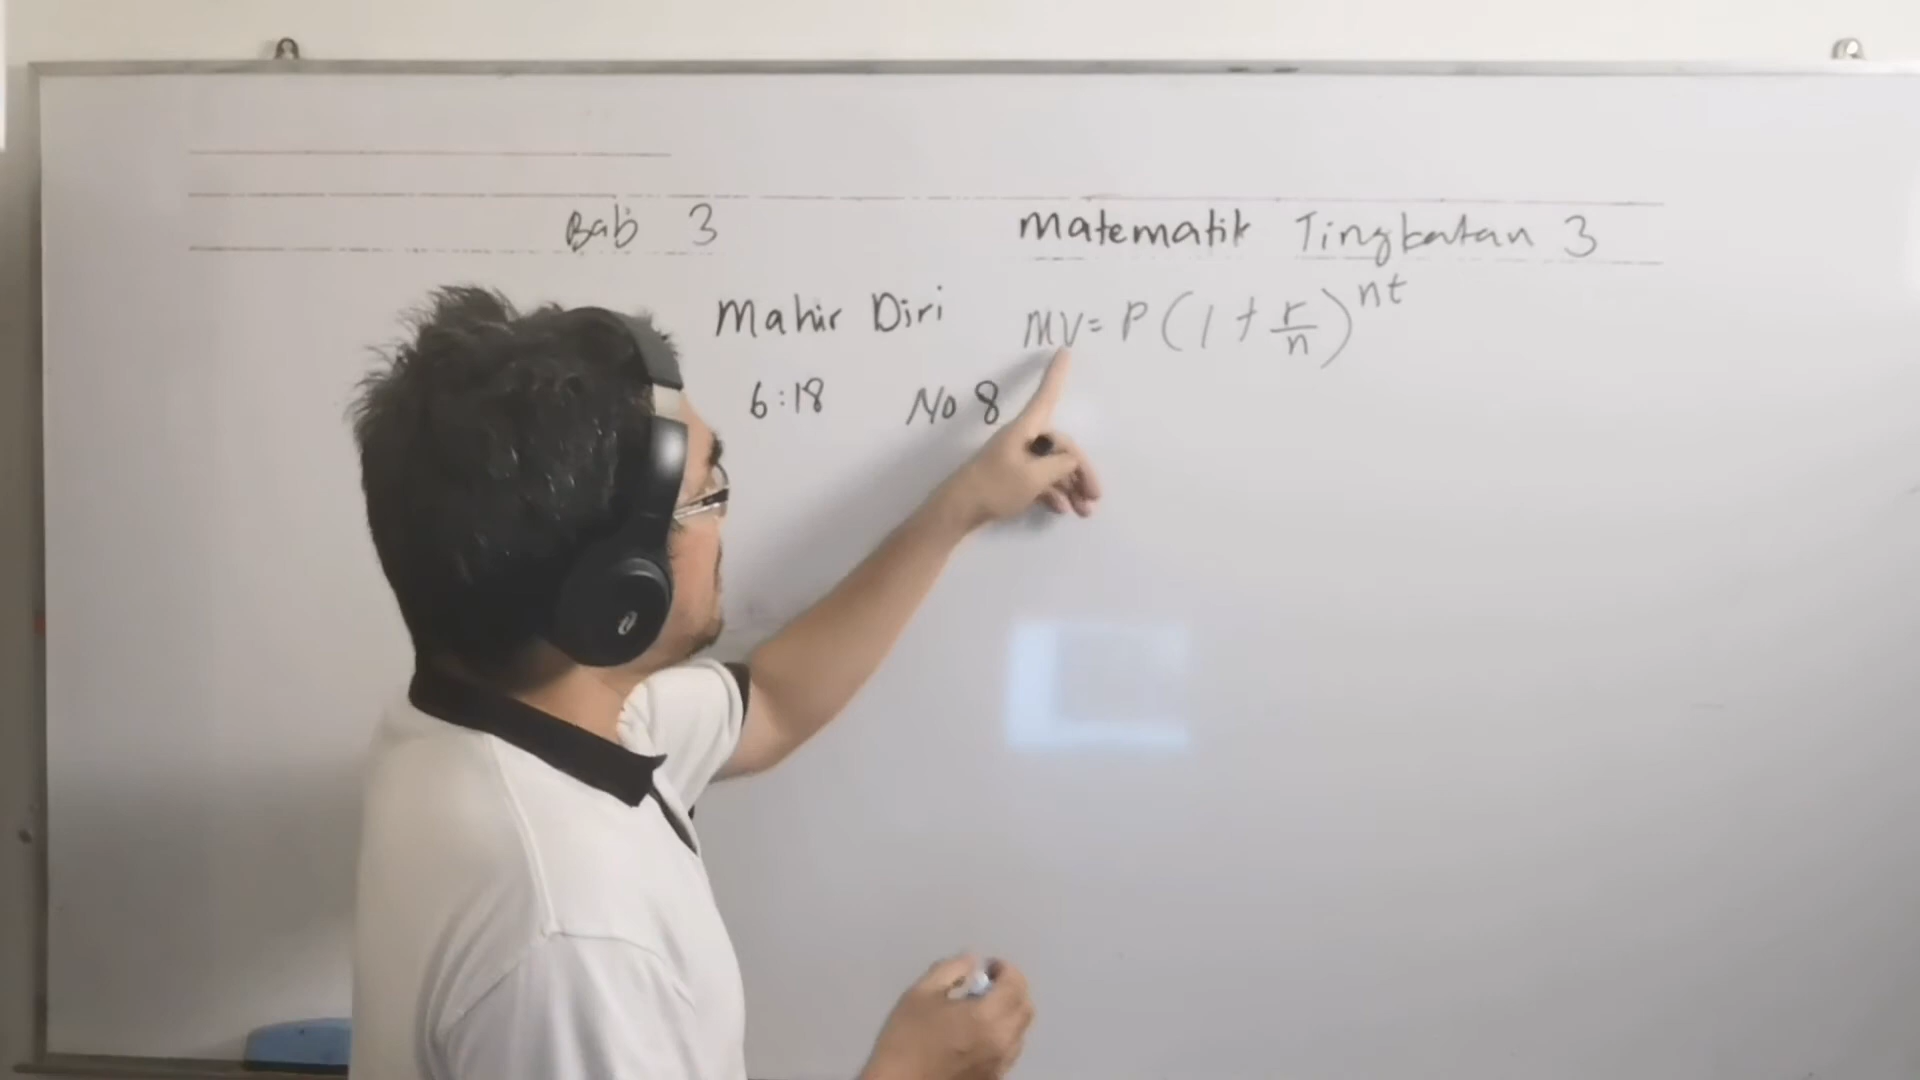 Bab 3 Matematik Tingkatan 3
Mahir Diri MV = P(1 + r/n)^nt
6:18 No 8